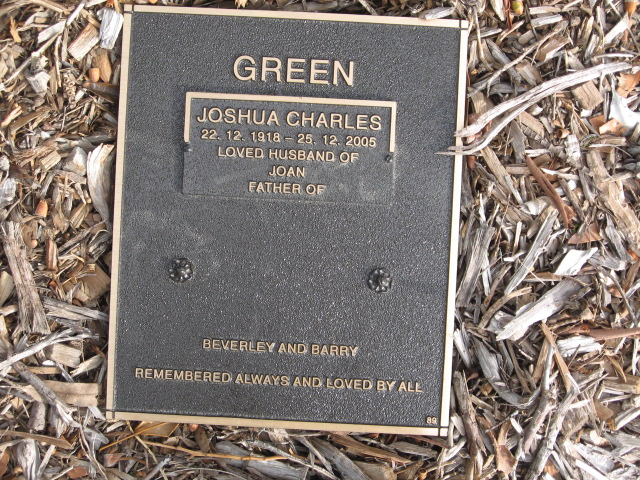 GREEN
JOSHUA CHARLES
22. 12. 1918 – 25. 12. 2005
LOVED HUSBAND OF
JOAN
FATHER OF
BEVERLEY AND BARRY
REMEMBERED ALWAYS AND LOVED BY ALL
89